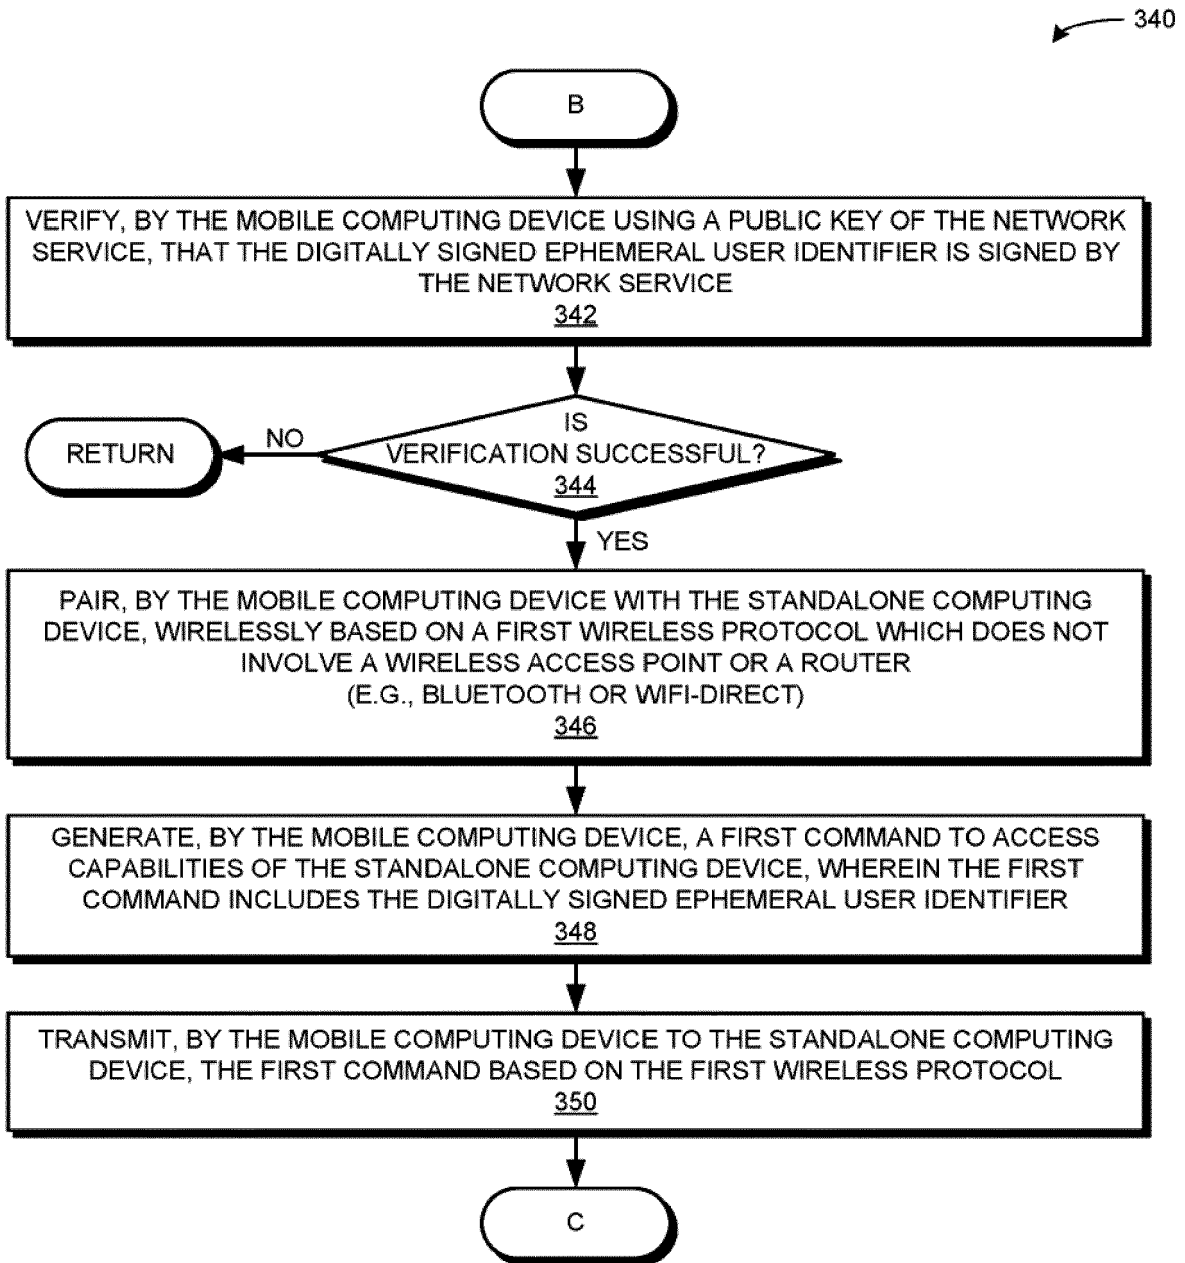 340
B
VERIFY, BY THE MOBILE COMPUTING DEVICE USING A PUBLIC KEY OF THE NETWORK
SERVICE, THAT THE DIGITALLY SIGNED EPHEMERAL USER IDENTIFIER IS SIGNED BY
THE NETWORK SERVICE
342
IS
VERIFICATION SUCCESSFUL?
344
NO
RETURN
YES
PAIR, BY THE MOBILE COMPUTING DEVICE WITH THE STANDALONE COMPUTING
DEVICE, WIRELESSLY BASED ON A FIRST WIRELESS PROTOCOL WHICH DOES NOT
INVOLVE A WIRELESS ACCESS POINT OR A ROUTER
(E.G., BLUETOOTH OR WIFI-DIRECT)
346
GENERATE, BY THE MOBILE COMPUTING DEVICE, A FIRST COMMAND TO ACCESS
CAPABILITIES OF THE STANDALONE COMPUTING DEVICE, WHEREIN THE FIRST
COMMAND INCLUDES THE DIGITALLY SIGNED EPHEMERAL USER IDENTIFIER
348
TRANSMIT, BY THE MOBILE COMPUTING DEVICE TO THE STANDALONE COMPUTING
DEVICE, THE FIRST COMMAND BASED ON THE FIRST WIRELESS PROTOCOL
350
C